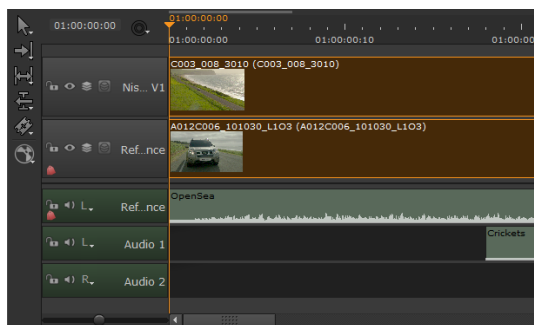 01:00:00:00
01:00:00:00
01:00:00:00 01:00:00:10 01:00:00
C003_008_3010 (C003_008_3010)
Nis... V1
A012C006_101030_L1O3 (A012C006_101030_L1O3)
Ref...nce
L Ref...nce OpenSea
L Audio 1 Crickets
R Audio 2